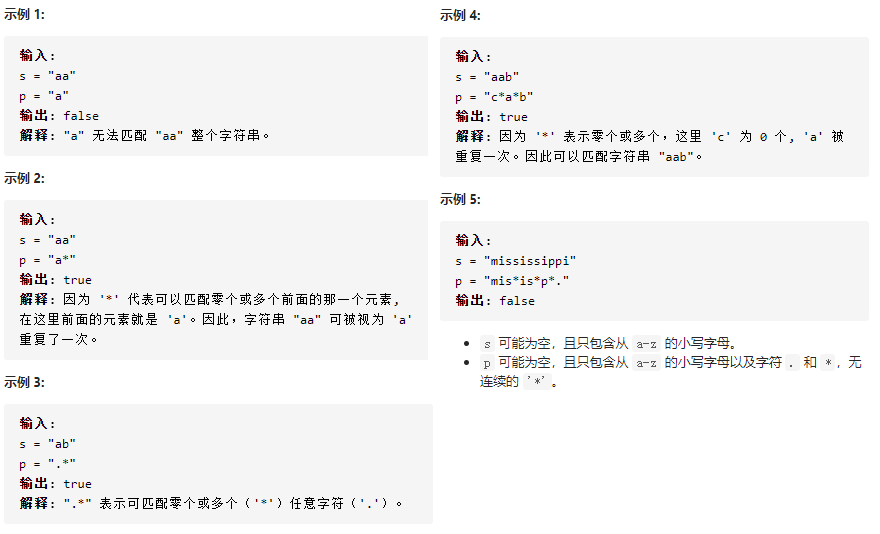 示例 1:
输入:
s = "aa"
p = "a"
输出: false
解释: "a" 无法匹配 "aa" 整个字符串。
示例 2:
输入:
s = "aa"
p = "a*"
输出: true
解释: 因为 '*' 代表可以匹配零个或多个前面的那一个元素,
在这里前面的元素就是 'a'。因此，字符串 "aa" 可被视为 'a'
重复了一次。
示例 3:
输入:
s = "ab"
p = ".*"
输出: true
解释: ".*" 表示可匹配零个或多个（'*'）任意字符（'.'）。
示例 4:
输入:
s = "aab"
p = "c*a*b"
输出: true
解释: 因为 '*' 表示零个或多个，这里 'c' 为 0 个, 'a' 被
重复一次。因此可以匹配字符串 "aab"。
示例 5:
输入:
s = "mississippi"
p = "mis*is*p*."
输出: false
s 可能为空，且只包含从 a-z 的小写字母。
p 可能为空，且只包含从 a-z 的小写字母以及字符 . 和 *，无
连续的 '*'。